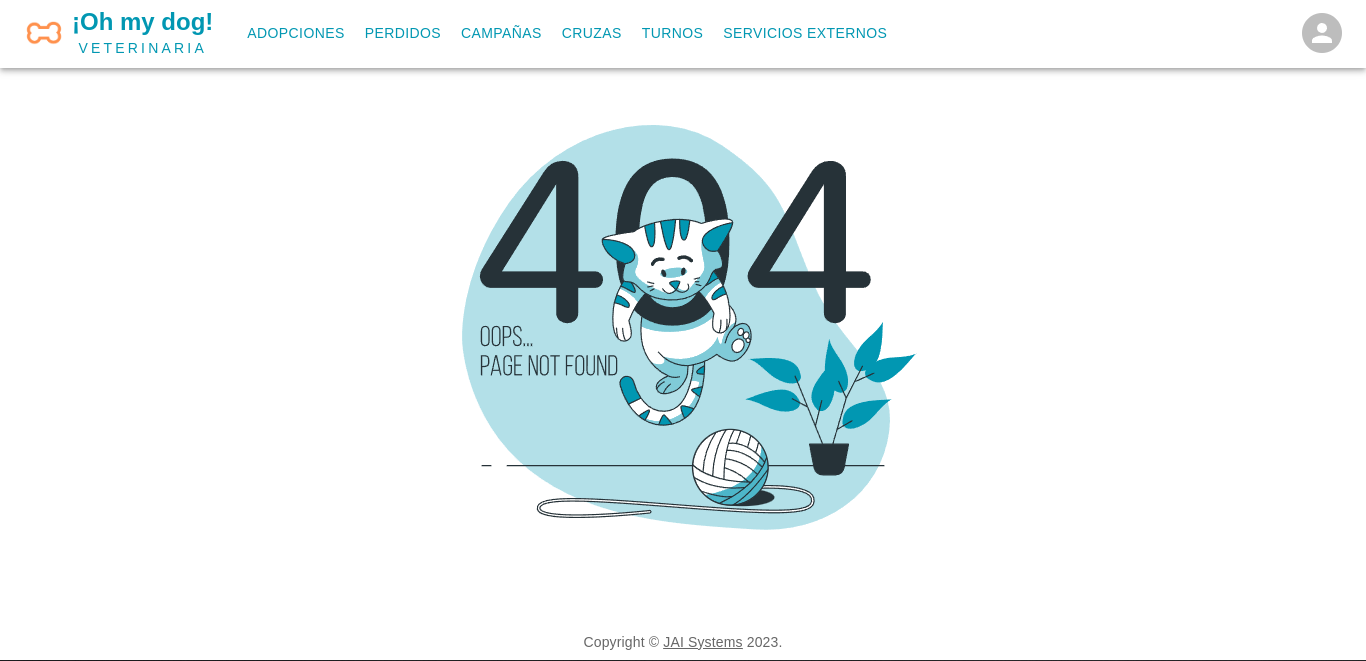 ¡Oh my dog!
VETERINARIA
ADOPCIONES PERDIDOS CAMPAÑAS CRUZAS TURNOS SERVICIOS EXTERNOS
404
OOPS...
PAGE NOT FOUND
Copyright © JAI Systems 2023.